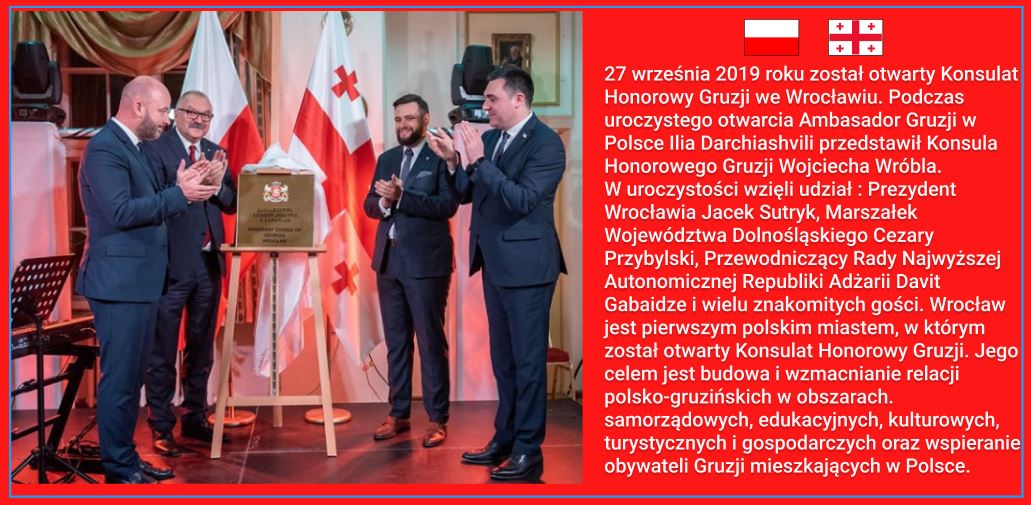 27 września 2019 roku został otwarty Konsulat
Honorowy Gruzji we Wrocławiu. Podczas
uroczystego otwarcia Ambasador Gruzji w
Polsce Ilia Darchiashvili przedstawił Konsula
Honorowego Gruzji Wojciecha Wróbla.
W uroczystości wzięli udział : Prezydent
Wrocławia Jacek Sutryk, Marszałek
Województwa Dolnośląskiego Cezary
Przybylski, Przewodniczący Rady Najwyższej
Autonomicznej Republiki Adżarii Davit
Gabaidze i wielu znakomitych gości. Wrocław
jest pierwszym polskim miastem, w którym
został otwarty Konsulat Honorowy Gruzji. Jego
celem jest budowa i wzmacnianie relacji
polsko-gruzińskich w obszarach.
samorządowych, edukacyjnych, kulturowych,
turystycznych i gospodarczych oraz wspieranie
obywateli Gruzji mieszkających w Polsce.
HONORARY CONSUL OF
GEORGIA
WROCLAW